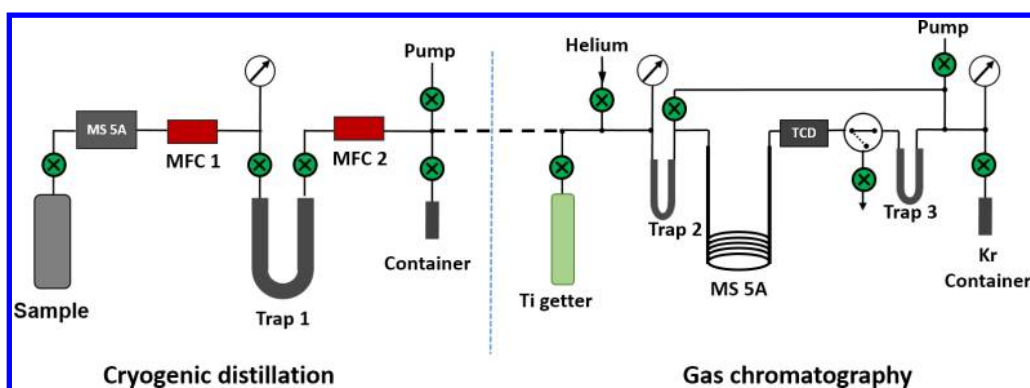 Pump
Pump
Helium
MS 5A
MFC 1
MFC 2
TCD
Trap 2
Trap 3
Container
Kr
Container
Sample
Trap 1
Ti getter
MS 5A
Cryogenic distillation
Gas chromatography